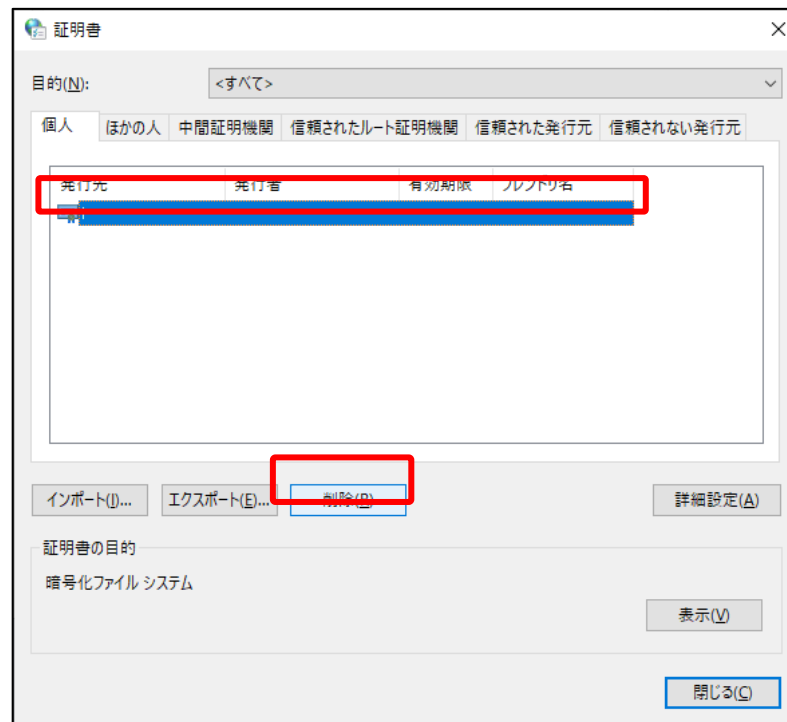 証明書
目的(N):
<すべて>
個人 ほかの人 中間証明機関 信頼されたルート証明機関 信頼された発行元 信頼されない発行元
発行先 発行者 有効期限 フレンドリ名
インポート(I)... エクスポート(E)... 削除(R) 詳細設定(A)
証明書の目的
暗号化ファイル システム
表示(V)
閉じる(C)